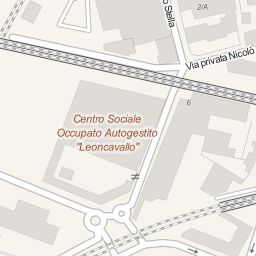 Stella
2/A
Via privata Nicolò
6
Centro Sociale
Occupato Autogestito
"Leoncavallo"